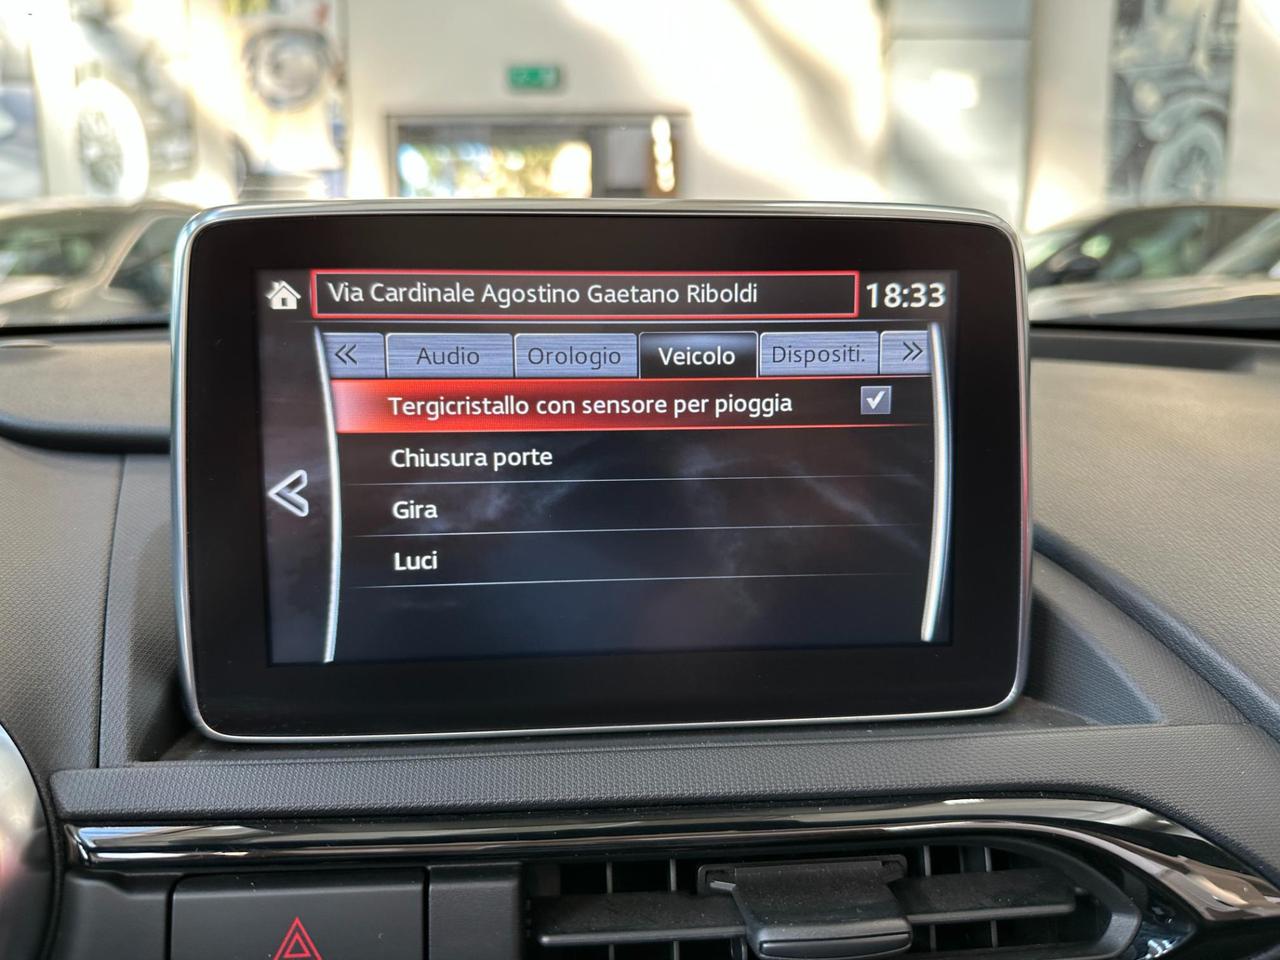 Via Cardinale Agostino Gaetano Riboldi 18:33
<< Audio Orologio Veicolo Dispositi. >>
Tergicristallo con sensore per pioggia
Chiusura porte
Gira
Luci